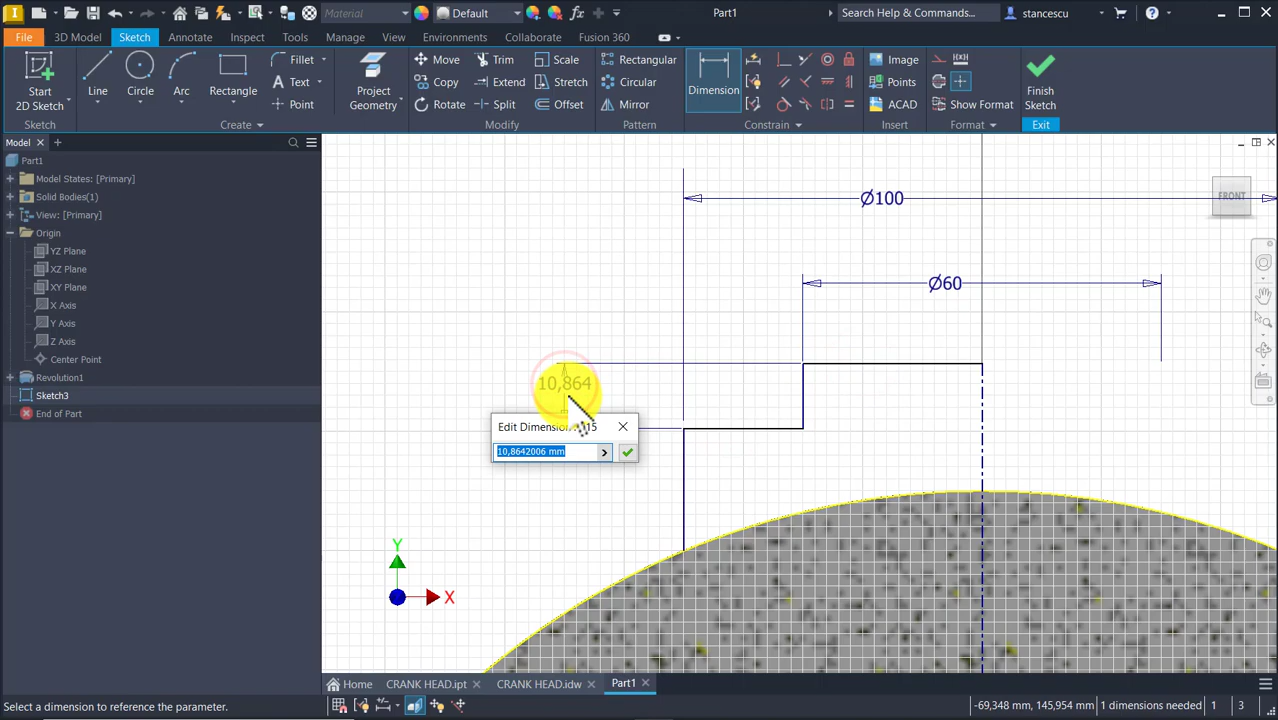 Material
Default
Part1
Search Help & Commands...
stancescu
File
3D Model
Sketch
Annotate
Inspect
Tools
Manage
View
Environments
Collaborate
Fusion 360
Start
2D Sketch
Line
Circle
Arc
Rectangle
Fillet
Text
Point
Project
Geometry
Move
Copy
Rotate
Trim
Extend
Split
Scale
Stretch
Offset
Rectangular
Circular
Mirror
Dimension
Image
Points
ACAD
Show Format
Finish
Sketch
Sketch
Create
Modify
Pattern
Constrain
Insert
Format
Exit
Model
Part1
Model States: [Primary]
Solid Bodies(1)
View: [Primary]
Origin
YZ Plane
XZ Plane
XY Plane
X Axis
Y Axis
Z Axis
Center Point
Revolution1
Sketch3
End of Part
FRONT
Ø100
Ø60
10,864
Edit Dimension
10,8642006 mm
Y
X
Home
CRANK HEAD.ipt
CRANK HEAD.idw
Part1
Select a dimension to reference the parameter.
-69,348 mm, 145,954 mm
1 dimensions needed
1
3